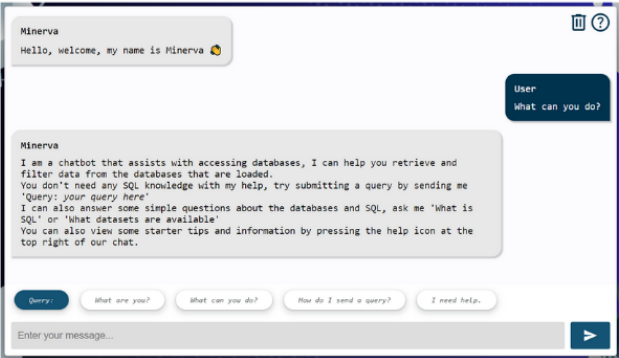 Minerva
Hello, welcome, my name is Minerva
User
What can you do?
Minerva
I am a chatbot that assists with accessing databases, I can help you retrieve and
filter data from the databases that are loaded.
You don't need any SQL knowledge with my help, try submitting a query by sending me
'Query: your query here'
I can also answer some simple questions about the databases and SQL, ask me 'What is
SQL' or 'What datasets are available'
You can also view some starter tips and information by pressing the help icon at the
top right of our chat.
Query:
What are you?
What can you do?
How do I send a query?
I need help.
Enter your message...